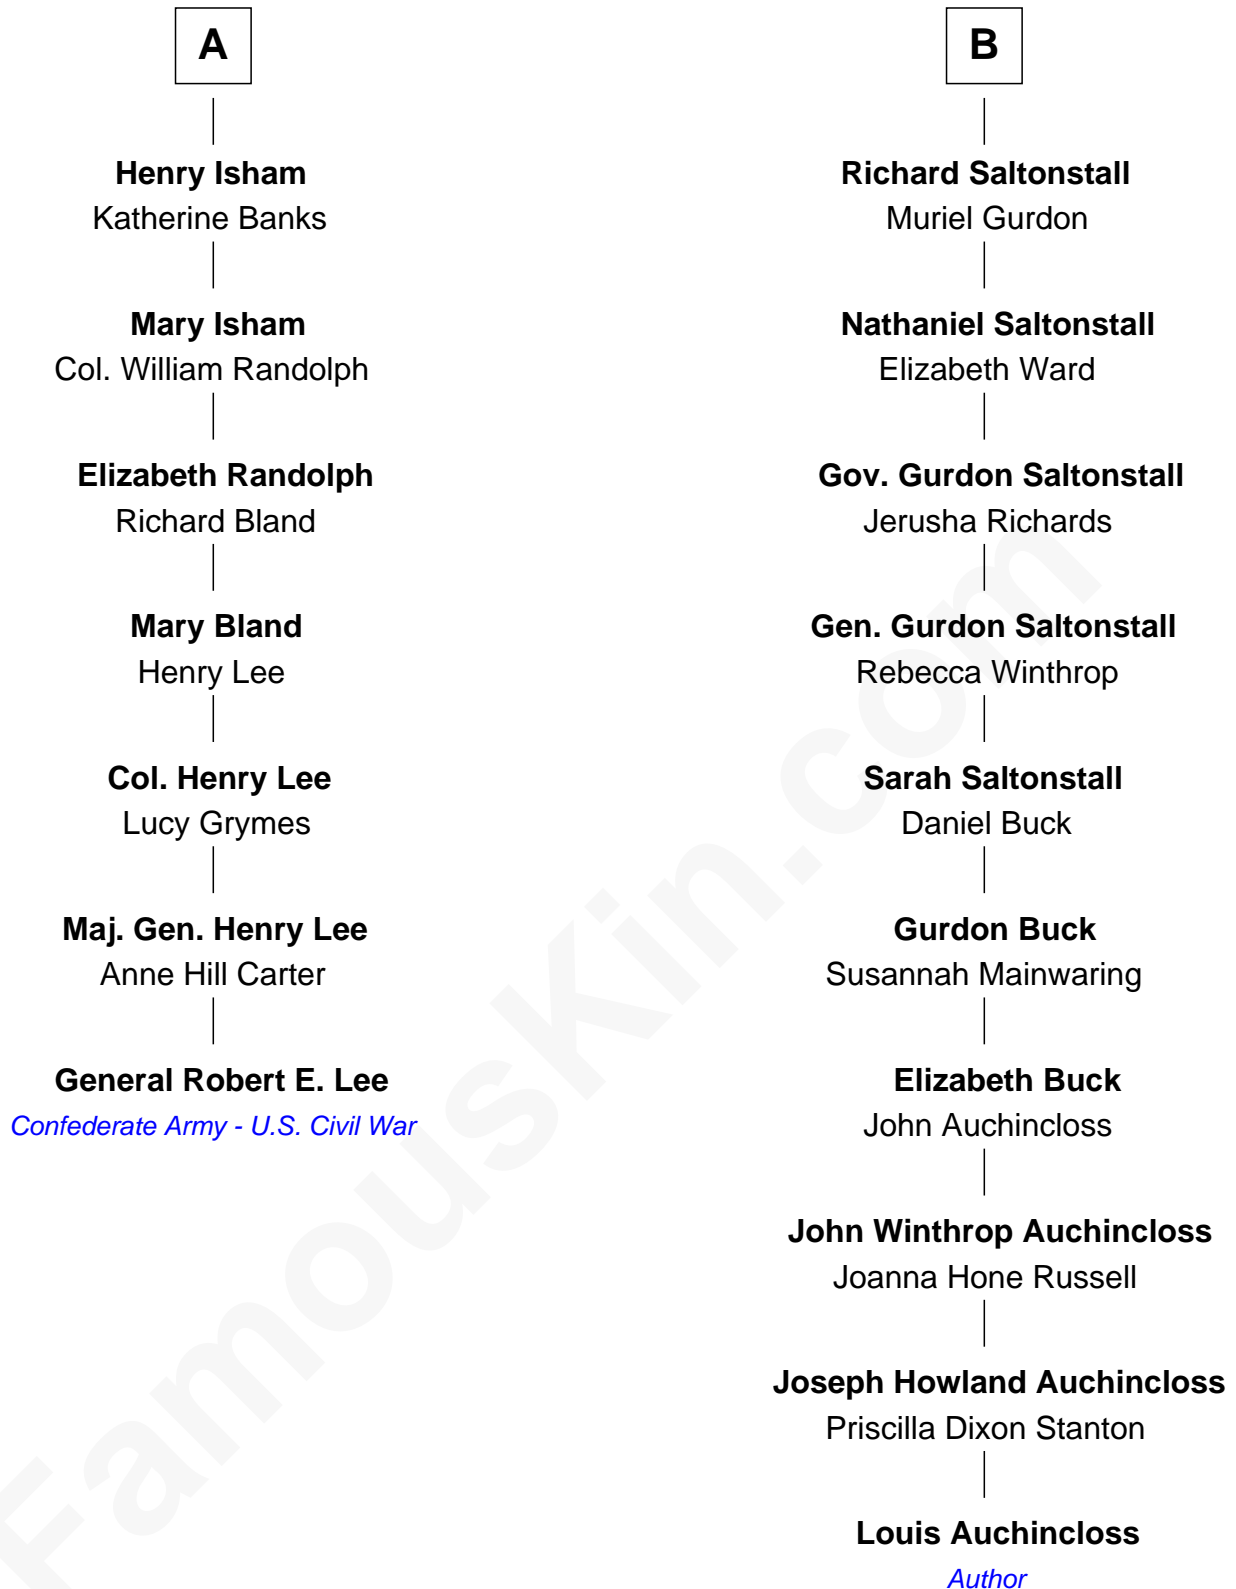 A
Henry Isham
Katherine Banks
Mary Isham
Col. William Randolph
Elizabeth Randolph
Richard Bland
Mary Bland
Henry Lee
Col. Henry Lee
Lucy Grymes
Maj. Gen. Henry Lee
Anne Hill Carter
General Robert E. Lee
Confederate Army - U.S. Civil War
B
Richard Saltonstall
Muriel Gurdon
Nathaniel Saltonstall
Elizabeth Ward
Gov. Gurdon Saltonstall
Jerusha Richards
Gen. Gurdon Saltonstall
Rebecca Winthrop
Sarah Saltonstall
Daniel Buck
Gurdon Buck
Susannah Mainwaring
Elizabeth Buck
John Auchincloss
John Winthrop Auchincloss
Joanna Hone Russell
Joseph Howland Auchincloss
Priscilla Dixon Stanton
Louis Auchincloss
Author
FamousKin.com